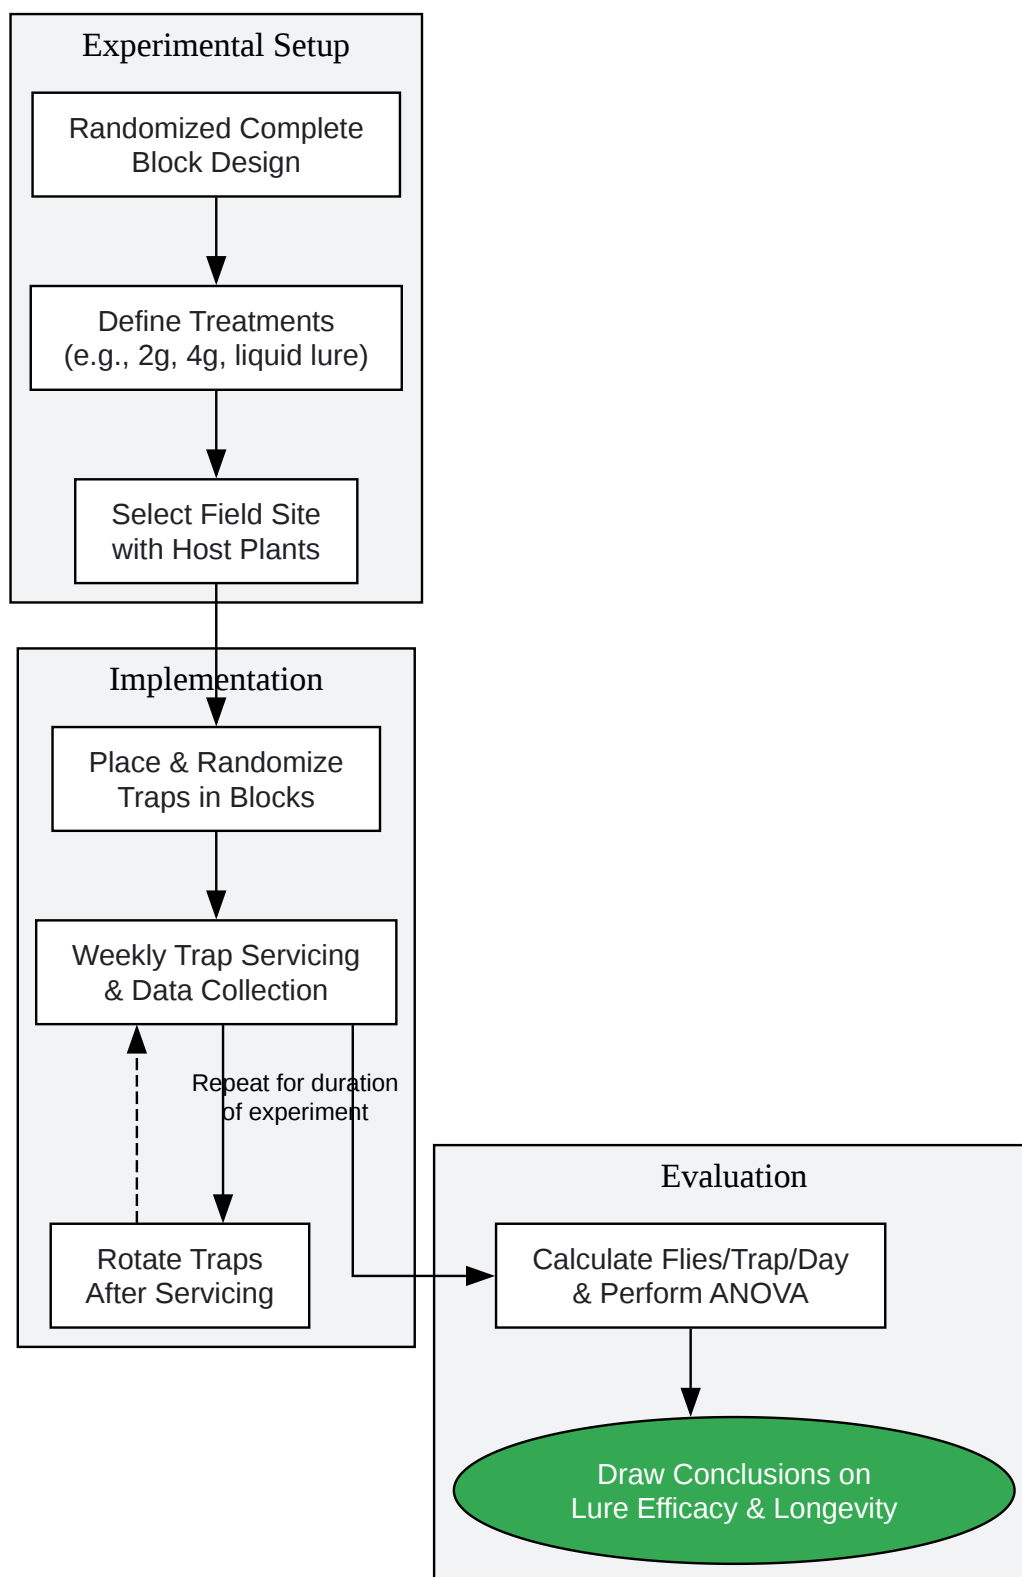 Experimental Setup
Randomized Complete
Block Design
Define Treatments
(e.g., 2g, 4g, liquid lure)
Select Field Site
with Host Plants
Implementation
Place & Randomize
Traps in Blocks
Weekly Trap Servicing
& Data Collection
Repeat for duration
of experiment
Rotate Traps
After Servicing
Evaluation
Calculate Flies/Trap/Day
& Perform ANOVA
Draw Conclusions on
Lure Efficacy & Longevity